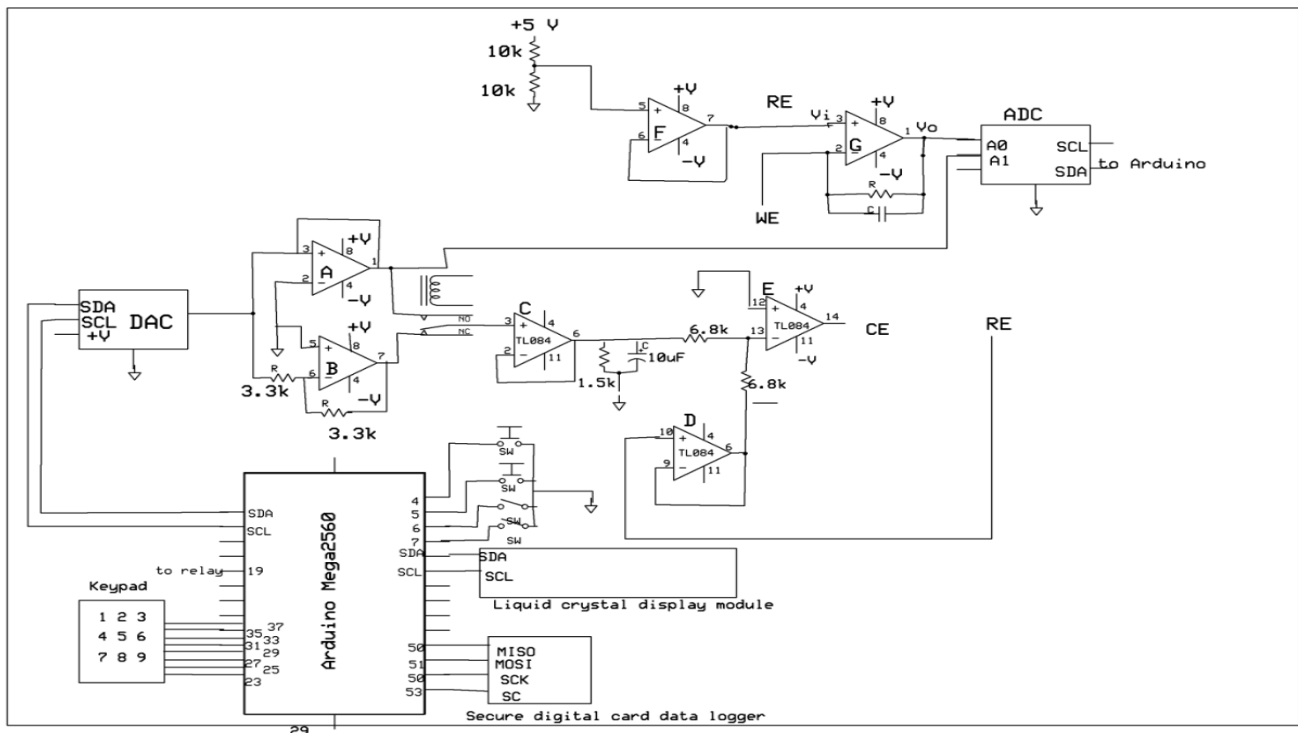 +5 V
10k
10k
+V
5 + 8
F 7
6 - 4
-V
RE
Vi
+V
3 + 8
G 1 Vo
2 - 4
-V
R
C
WE
ADC
A0 SCL
A1
SDA to Arduino
+V
3 + 8
A 1
2 - 4
-V
SDA
SCL DAC
+V
+V
5 + 8
B 7
6 - 4
-V
R
3.3k
R
3.3k
NO
NC
C
3 + 4
TL084 6
2 - 11
C
10uF
1.5k
6.8k
E
+V
12 + 4
TL084 14
13 - 11
-V
CE
RE
6.8k
D
10 + 4
TL084 6
9 - 11
SW
SW
SW
SW
4
5
6
7
Arduino Mega2560
SDA
SCL
to relay 19
SDA SDA
SCL SCL
Liquid crystal display module
Keypad
1 2 3
4 5 6
7 8 9
37
35
33
31
29
27
25
23
50 MISO
51 MOSI
50 SCK
53 SC
Secure digital card data logger
29